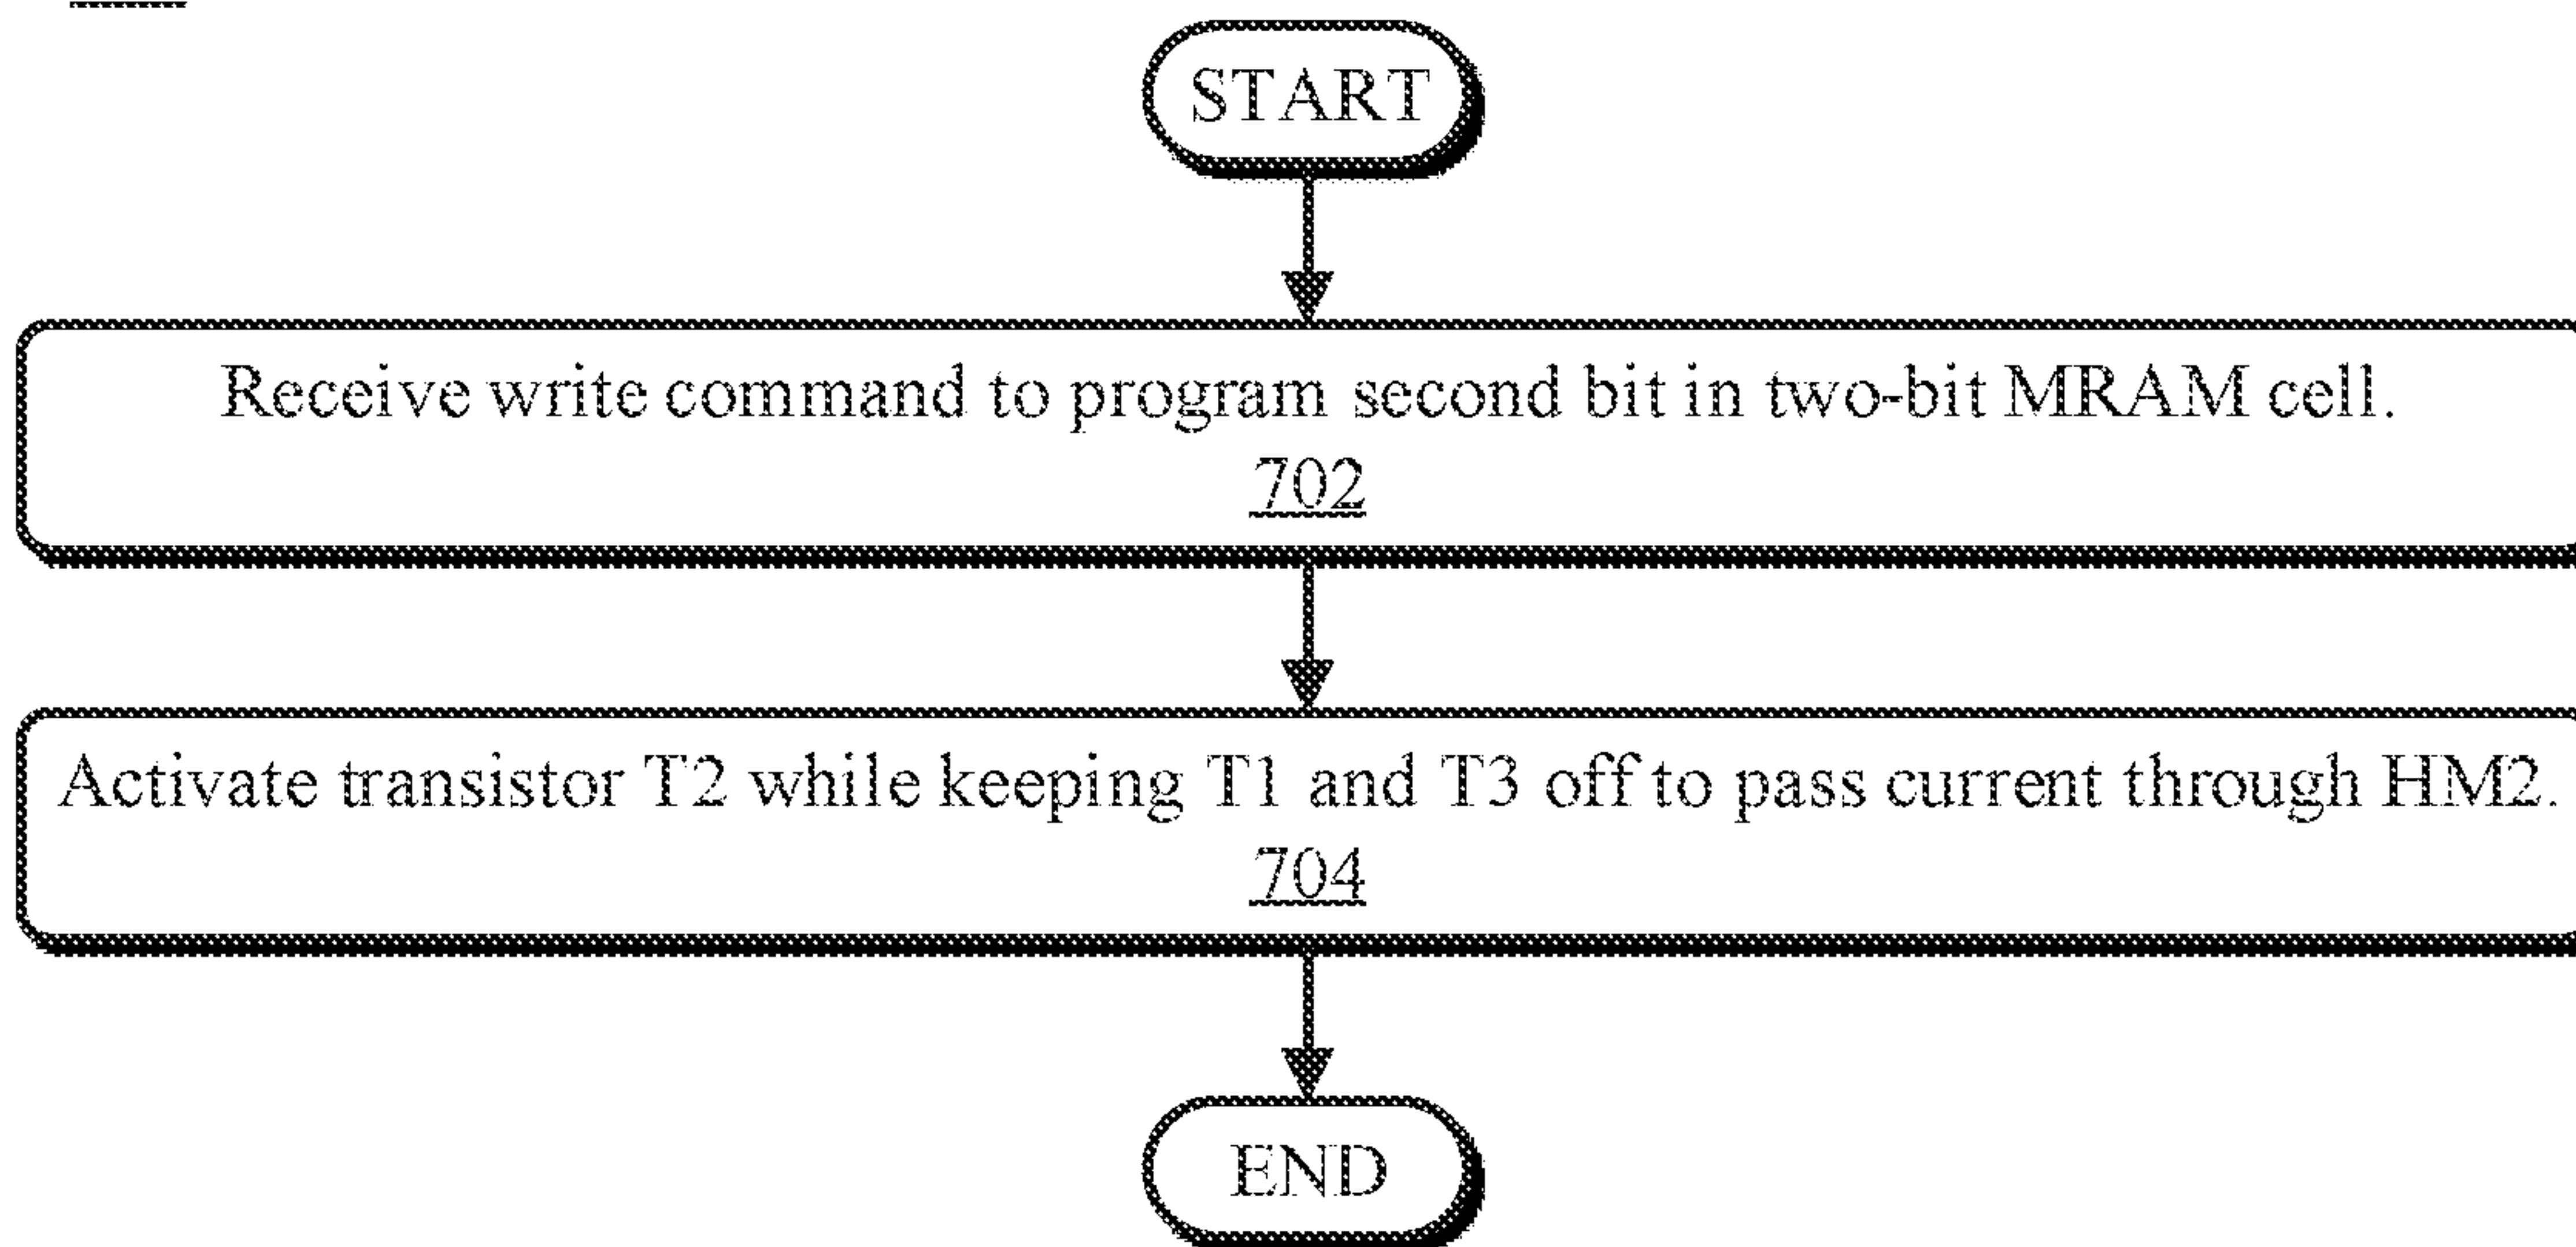 START
Receive write command to program second bit in two-bit MRAM cell.
702
Activate transistor T2 while keeping T1 and T3 off to pass current through HM2.
704
END